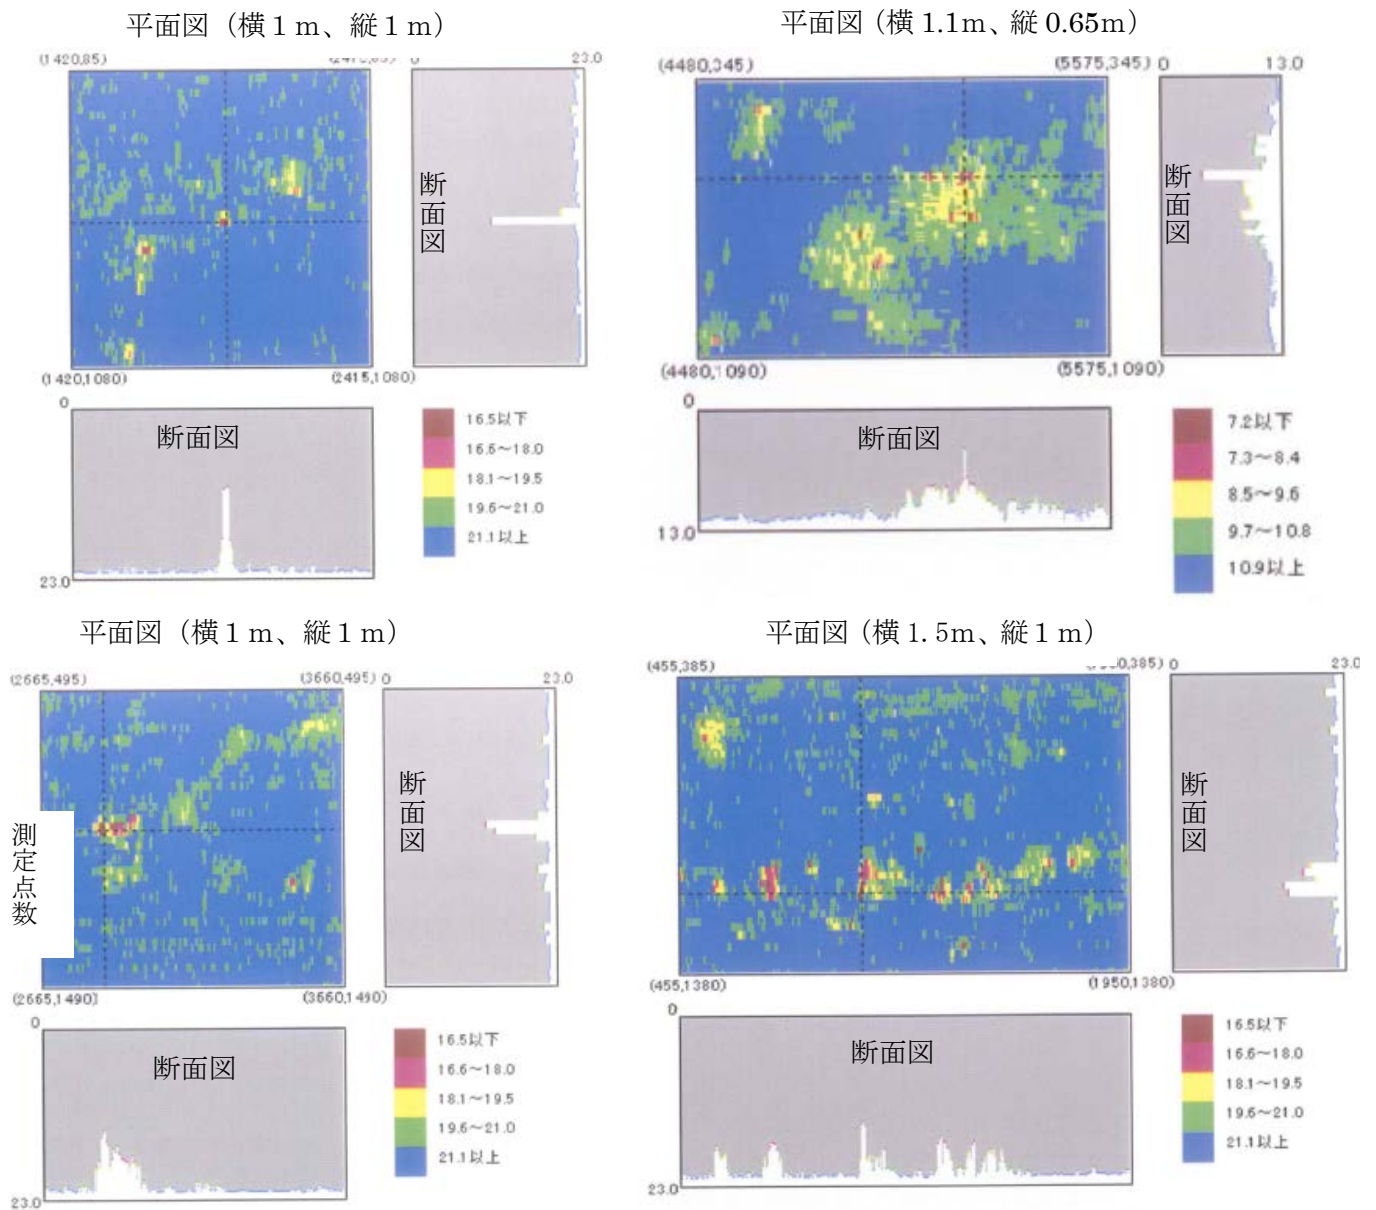 平面図（横１ｍ、縦１ｍ）
(1420,85)
0
23.0
断面図
(1420,1080)
(2415,1080)
0
断面図
23.0
16.5以下
16.6～18.0
18.1～19.5
19.6～21.0
21.1以上
平面図（横 1.1m、縦 0.65m）
(4480,345)
(5575,345)
0
13.0
断面図
(4480,1090)
(5575,1090)
0
断面図
13.0
7.2以下
7.3～8.4
8.5～9.6
9.7～10.8
10.9以上
平面図（横１ｍ、縦１ｍ）
(2665,495)
(3660,495)
0
23.0
測定点数
断面図
(2665,1490)
(3660,1490)
0
断面図
23.0
16.5以下
16.6～18.0
18.1～19.5
19.6～21.0
21.1以上
平面図（横 1.5m、縦１ｍ）
(455,385)
0
23.0
断面図
(455,1380)
(1950,1380)
0
断面図
23.0
16.5以下
16.6～18.0
18.1～19.5
19.6～21.0
21.1以上